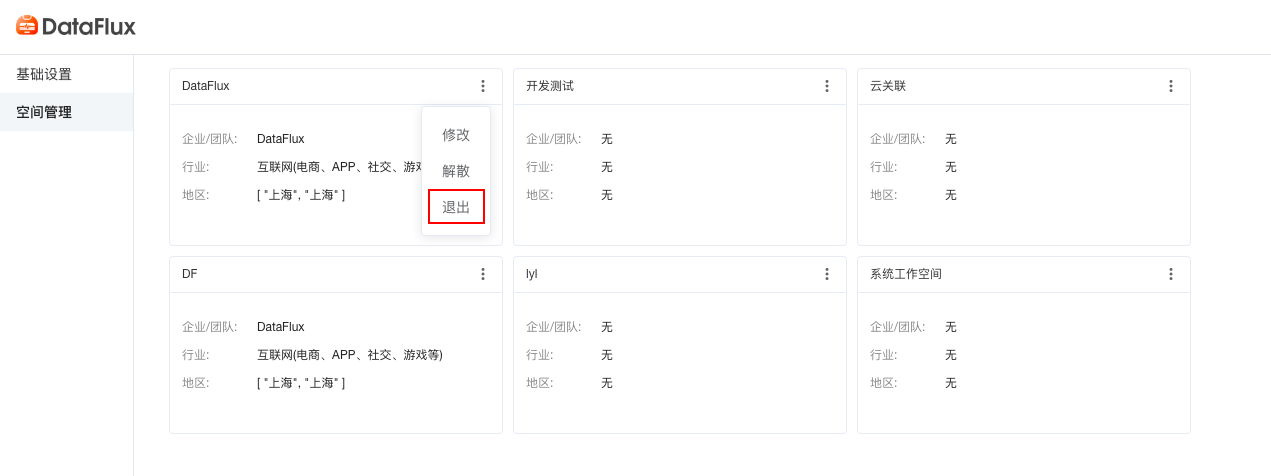 DataFlux
基础设置
空间管理
DataFlux
企业/团队: DataFlux
行业: 互联网(电商、APP、社交、游戏
地区: [ "上海", "上海" ]
修改
解散
退出
开发测试
企业/团队: 无
行业: 无
地区: 无
云关联
企业/团队: 无
行业: 无
地区: 无
DF
企业/团队: DataFlux
行业: 互联网(电商、APP、社交、游戏等)
地区: [ "上海", "上海" ]
lyl
企业/团队: 无
行业: 无
地区: 无
系统工作空间
企业/团队: 无
行业: 无
地区: 无